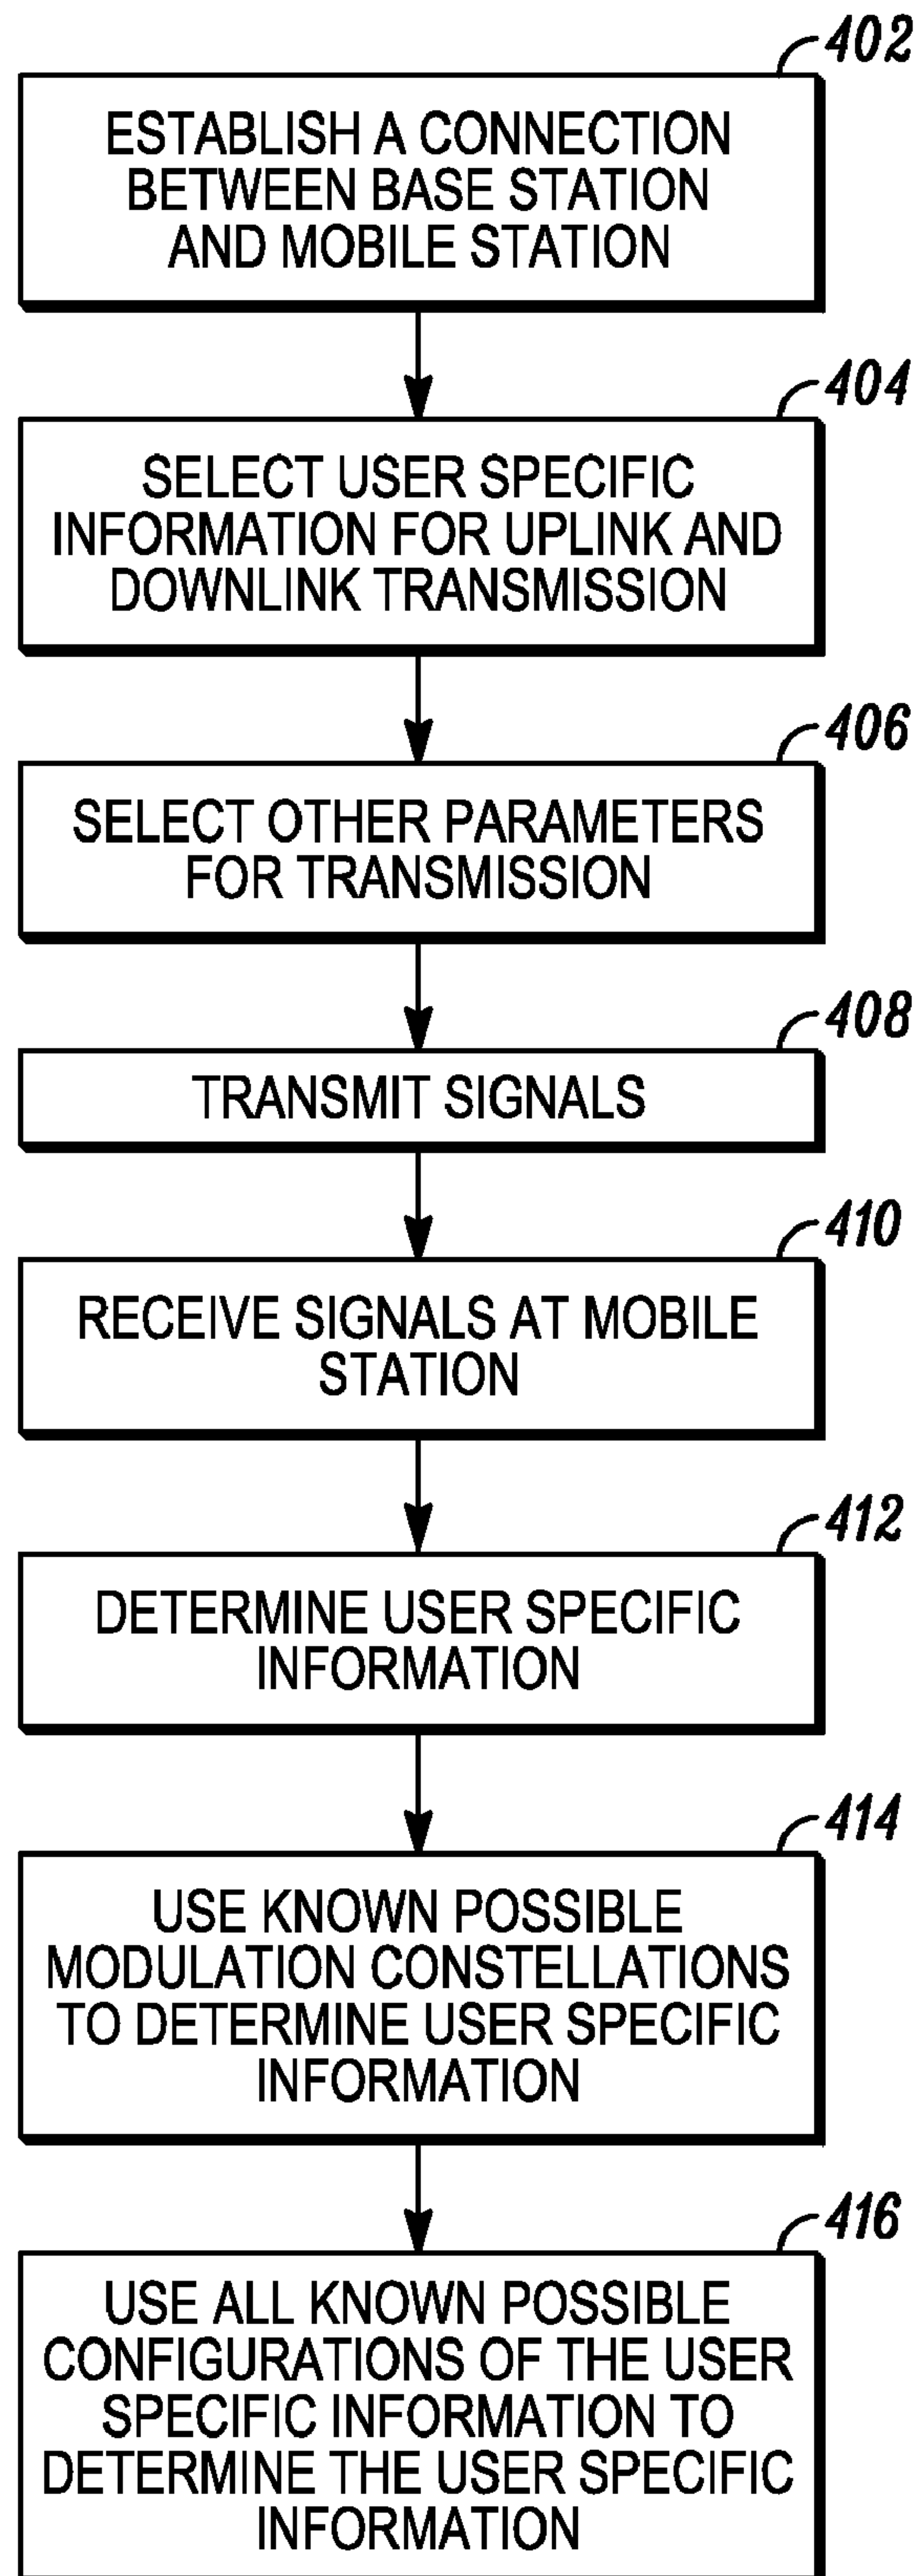 402
ESTABLISH A CONNECTION
BETWEEN BASE STATION
AND MOBILE STATION
404
SELECT USER SPECIFIC
INFORMATION FOR UPLINK AND
DOWNLINK TRANSMISSION
406
SELECT OTHER PARAMETERS
FOR TRANSMISSION
408
TRANSMIT SIGNALS
410
RECEIVE SIGNALS AT MOBILE
STATION
412
DETERMINE USER SPECIFIC
INFORMATION
414
USE KNOWN POSSIBLE
MODULATION CONSTELLATIONS
TO DETERMINE USER SPECIFIC
INFORMATION
416
USE ALL KNOWN POSSIBLE
CONFIGURATIONS OF THE USER
SPECIFIC INFORMATION TO
DETERMINE THE USER SPECIFIC
INFORMATION